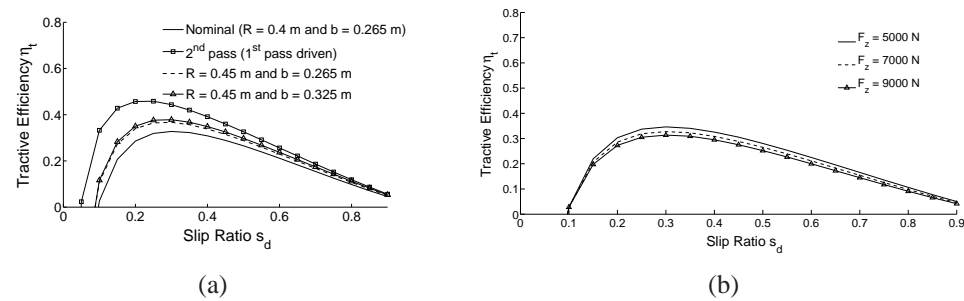 (a)
0.8
0.6
0.4
0.2
0
Tractive Efficiency η_t
Nominal (R = 0.4 m and b = 0.265 m)
2nd pass (1st pass driven)
R = 0.45 m and b = 0.265 m
R = 0.45 m and b = 0.325 m
0 0.2 0.4 0.6 0.8
Slip Ratio s_d
(a)
(b)
0.8
0.7
0.6
0.5
0.4
0.3
0.2
0.1
0
Tractive Efficiency η_t
F_z = 5000 N
F_z = 7000 N
F_z = 9000 N
0 0.1 0.2 0.3 0.4 0.5 0.6 0.7 0.8 0.9
Slip Ratio s_d
(b)